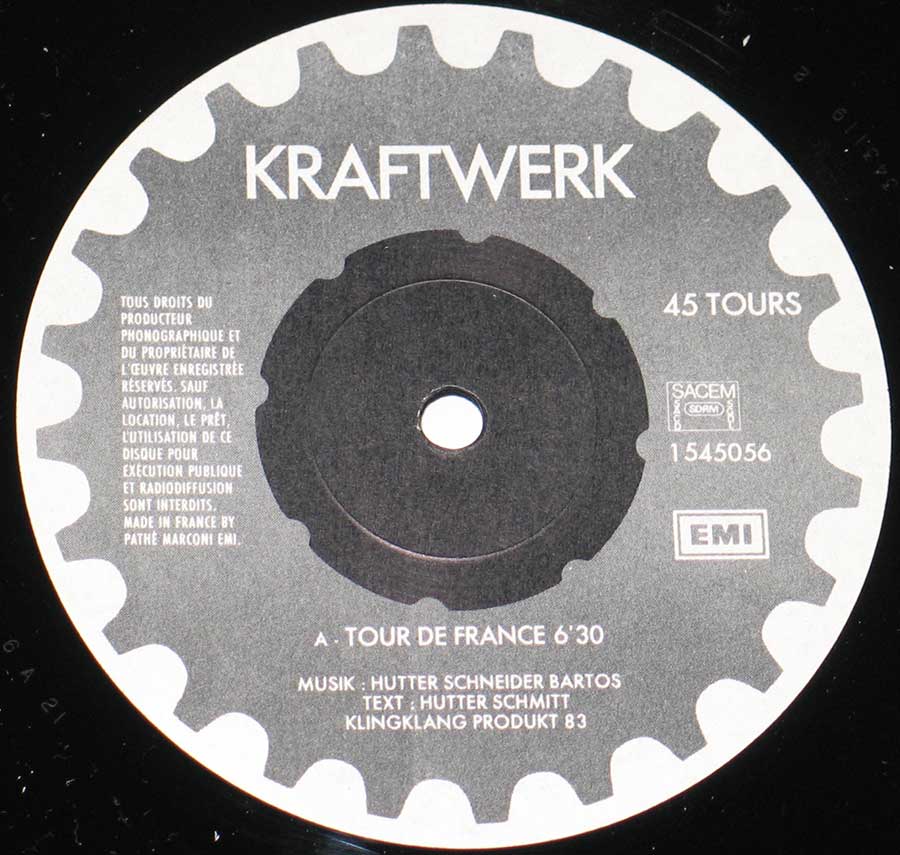 KRAFTWERK
TOUS DROITS DU
PRODUCTEUR
PHONOGRAPHIQUE ET
DU PROPRIÉTAIRE DE
L'ŒUVRE ENREGISTRÉE
RÉSERVÉS. SAUF
AUTORISATION, LA
LOCATION, LE PRÊT,
L'UTILISATION DE CE
DISQUE POUR
EXÉCUTION PUBLIQUE
ET RADIODIFFUSION
SONT INTERDITS.
MADE IN FRANCE BY
PATHÉ MARCONI EMI.
45 TOURS
SACEM
SDRM
1545056
EMI
A - TOUR DE FRANCE 6'30
MUSIK : HUTTER SCHNEIDER BARTOS
TEXT : HUTTER SCHMITT
KLINGKLANG PRODUKT 83